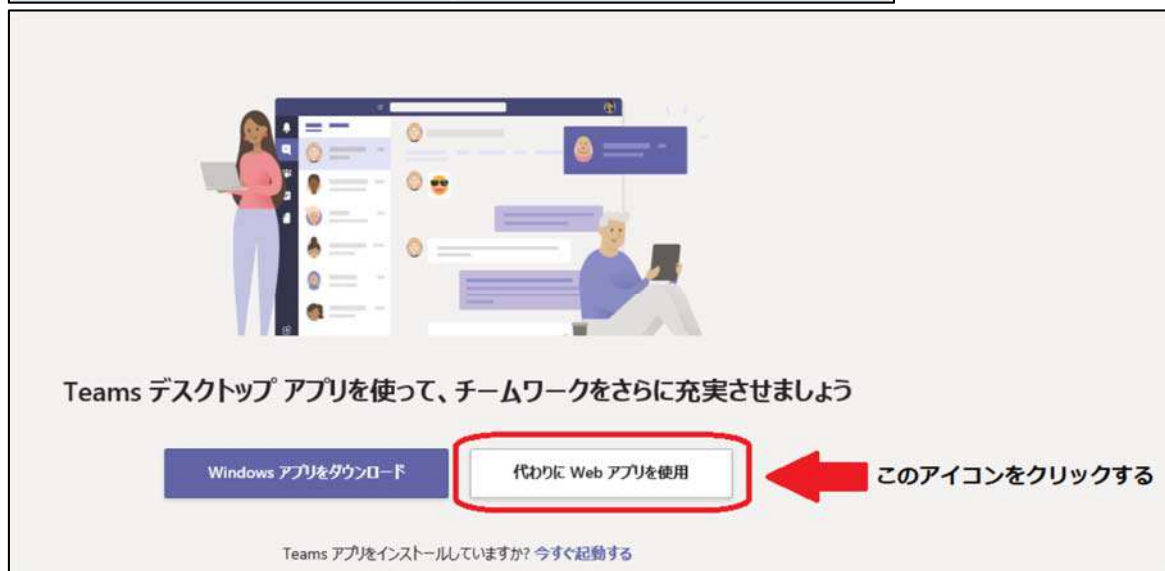 Teams デスクトップ アプリを使って、チームワークをさらに充実させましょう
Windows アプリをダウンロード
代わりに Web アプリを使用
このアイコンをクリックする
Teams アプリをインストールしていますか? 今すぐ起動する